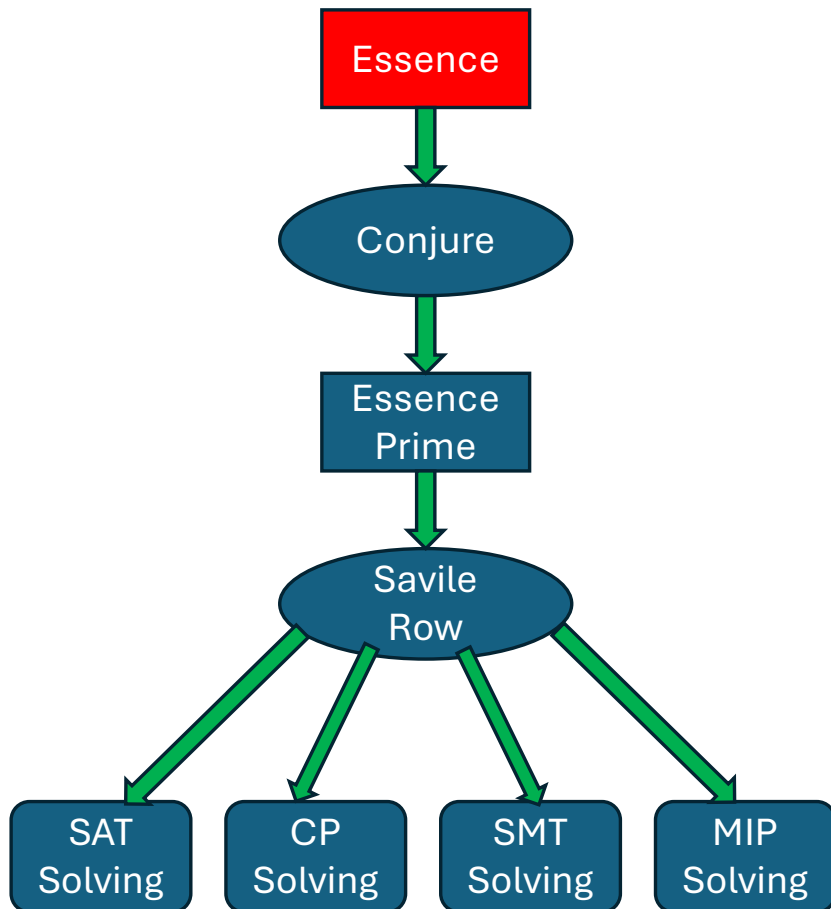 Essence
Conjure
Essence
Prime
Savile
Row
SAT
Solving
CP
Solving
SMT
Solving
MIP
Solving